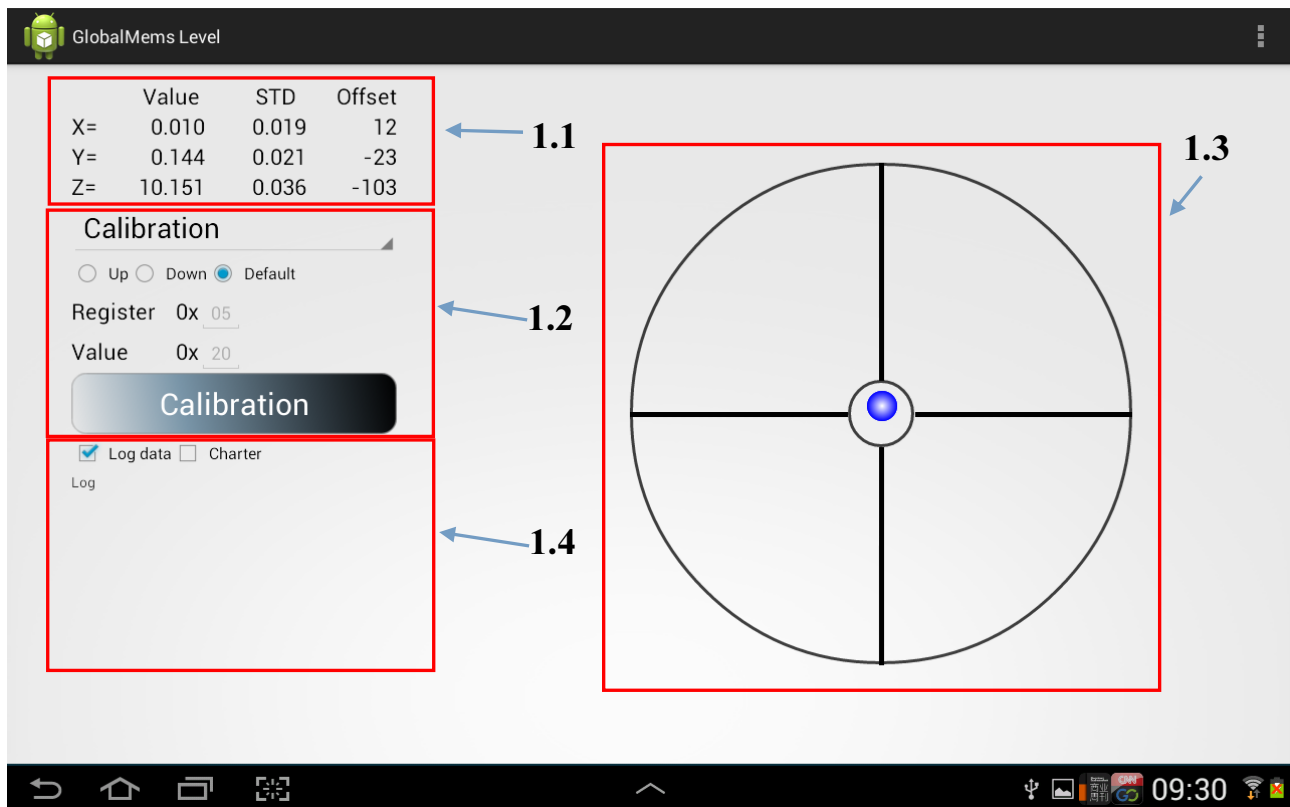 GlobalMems Level
Value STD Offset
X= 0.010 0.019 12
Y= 0.144 0.021 -23
Z= 10.151 0.036 -103
1.1
1.3
Calibration
Up Down Default
Register 0x 05
1.2
Value 0x 20
Calibration
Log data Charter
Log
1.4
CNN
GO
09:30